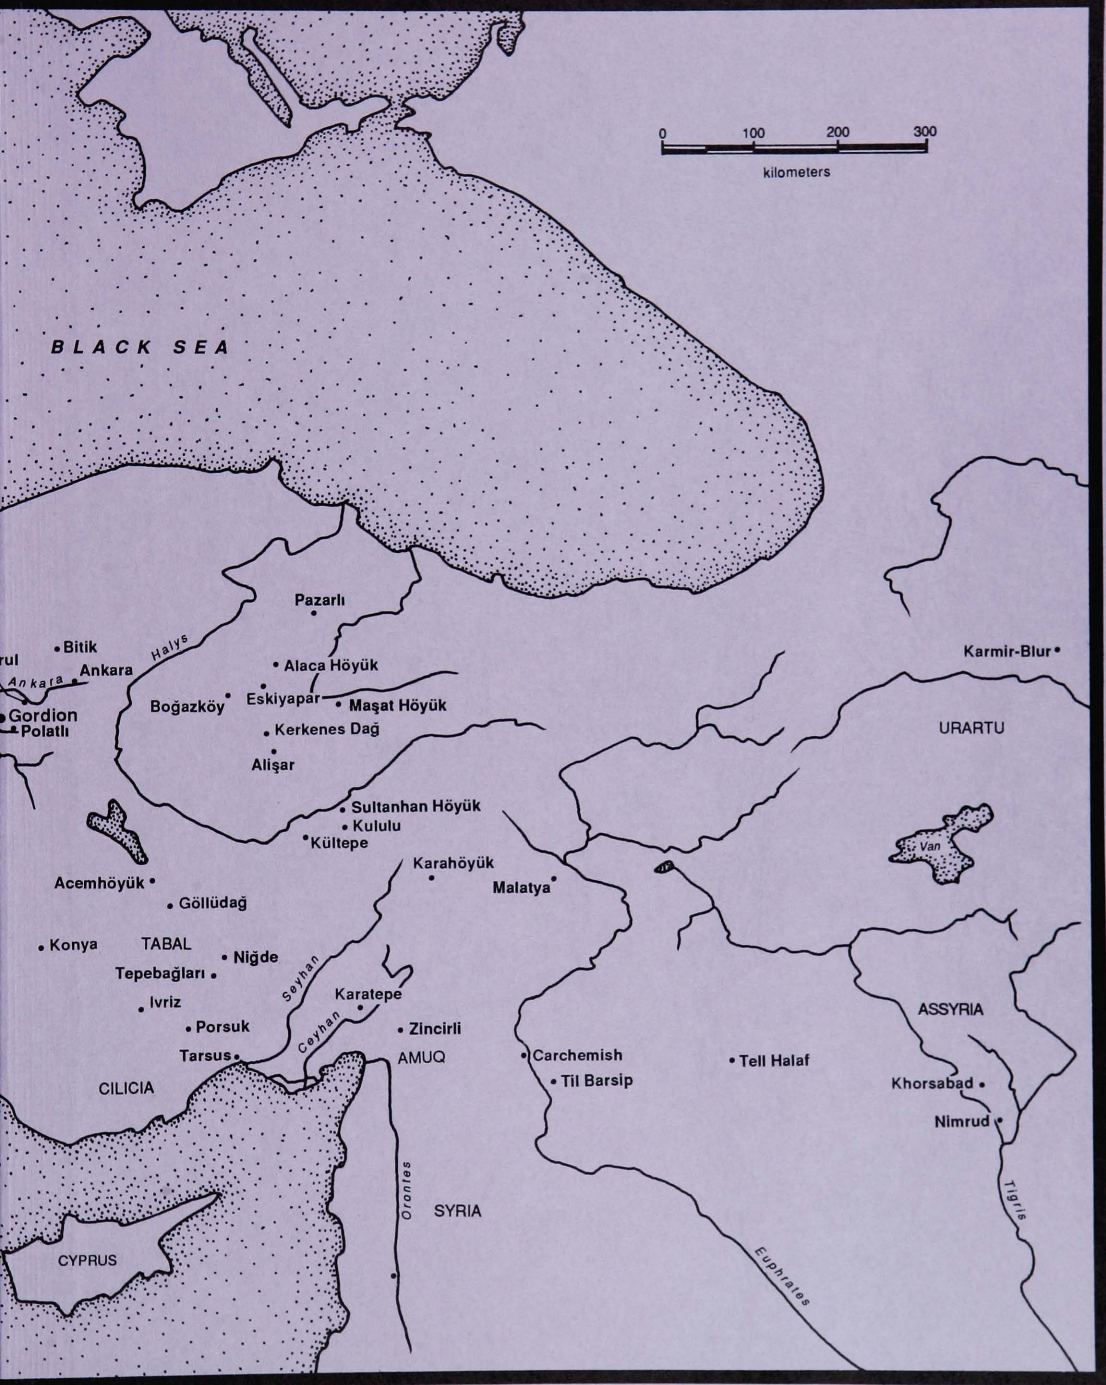 0 100 200 300
kilometers
BLACK SEA
Pazarlı
Halys
Bitik
rul
Ankara
Ankara
Alaca Höyük
Karmir-Blur
Eskiyapar
Boğazköy
Maşat Höyük
Gordion
Polatlı
Kerkenes Dağ
URARTU
Alişar
Sultanhan Höyük
Kululu
Kültepe
Van
Karahöyük
Malatya
Acemhöyük
Göllüdağ
Konya
TABAL
Niğde
Tepebağları
Seyhan
Karatepe
Ivriz
ASSYRIA
Porsuk
Ceyhan
Zincirli
Tarsus
AMUQ
Carchemish
Tell Halaf
Til Barsip
Khorsabad
CILICIA
Nimrud
Orontes
Tigris
SYRIA
CYPRUS
Euphrates